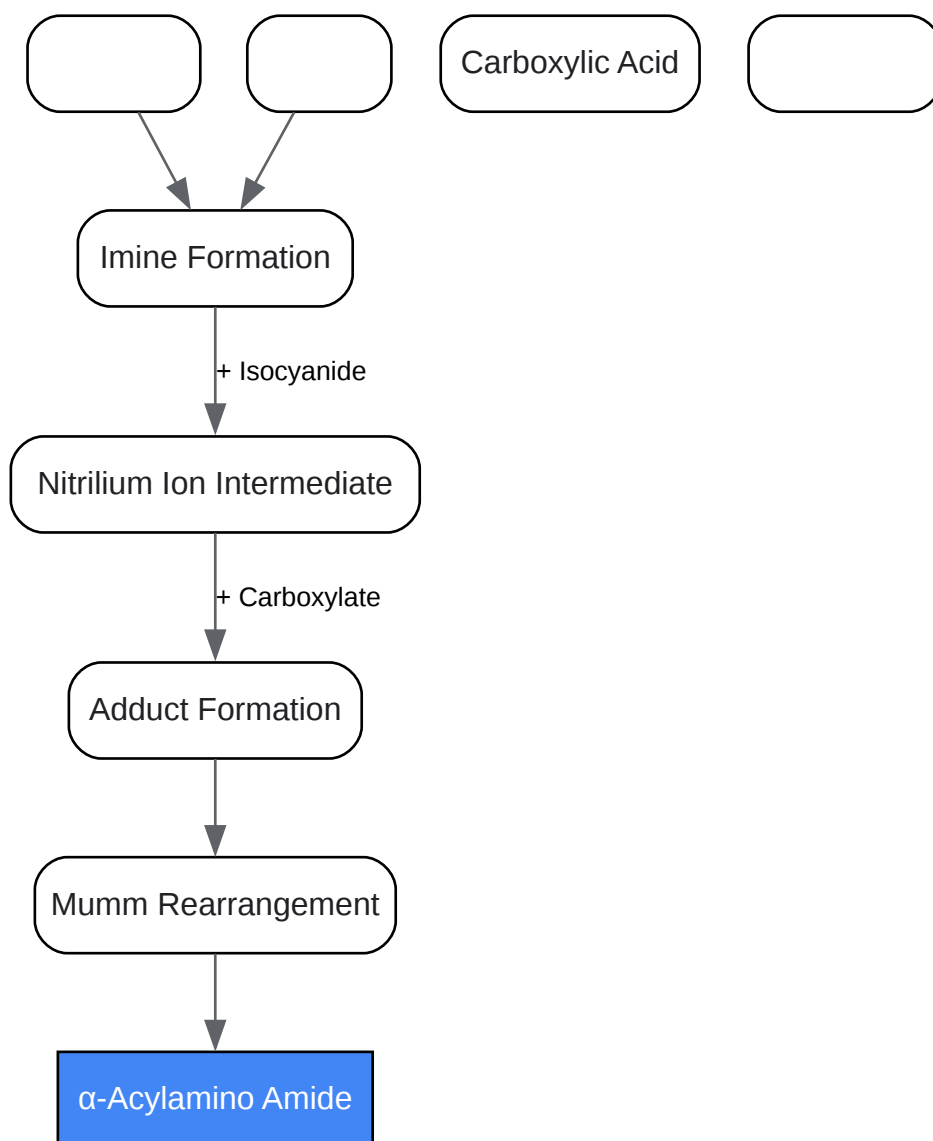 Carboxylic Acid
Imine Formation
+ Isocyanide
Nitrilium Ion Intermediate
+ Carboxylate
Adduct Formation
Mumm Rearrangement
α-Acylamino Amide